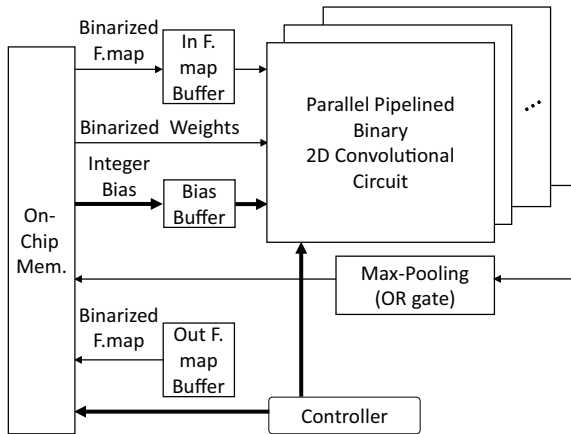 Binarized
F.map
In F.
map
Buffer
Binarized Weights
Integer
Bias
Bias
Buffer
On-
Chip
Mem.
Parallel Pipelined
Binary
2D Convolutional
Circuit
...
Max-Pooling
(OR gate)
Binarized
F.map
Out F.
map
Buffer
Controller